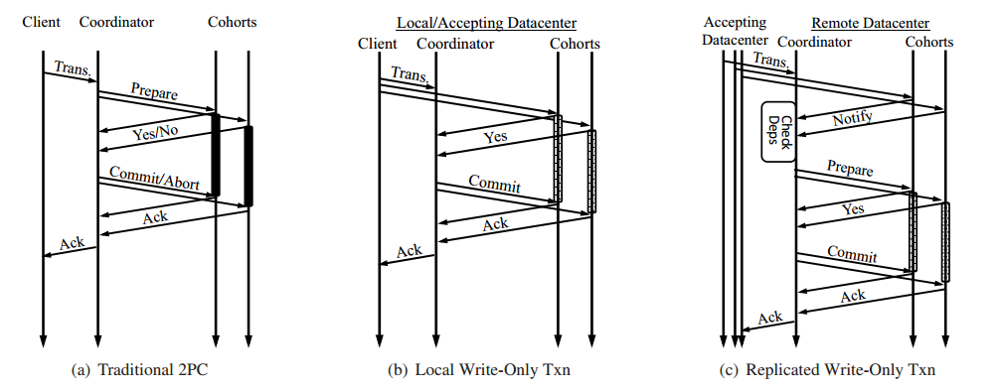 Client Coordinator Cohorts
Trans.
Prepare
Yes/No
Commit/Abort
Ack
Ack
(a) Traditional 2PC
Local/Accepting Datacenter
Client Coordinator Cohorts
Trans.
Yes
Commit
Ack
Ack
(b) Local Write-Only Txn
Accepting
Datacenter
Remote Datacenter
Coordinator Cohorts
Trans.
Notify
Check
Deps
Prepare
Yes
Commit
Ack
Ack
(c) Replicated Write-Only Txn